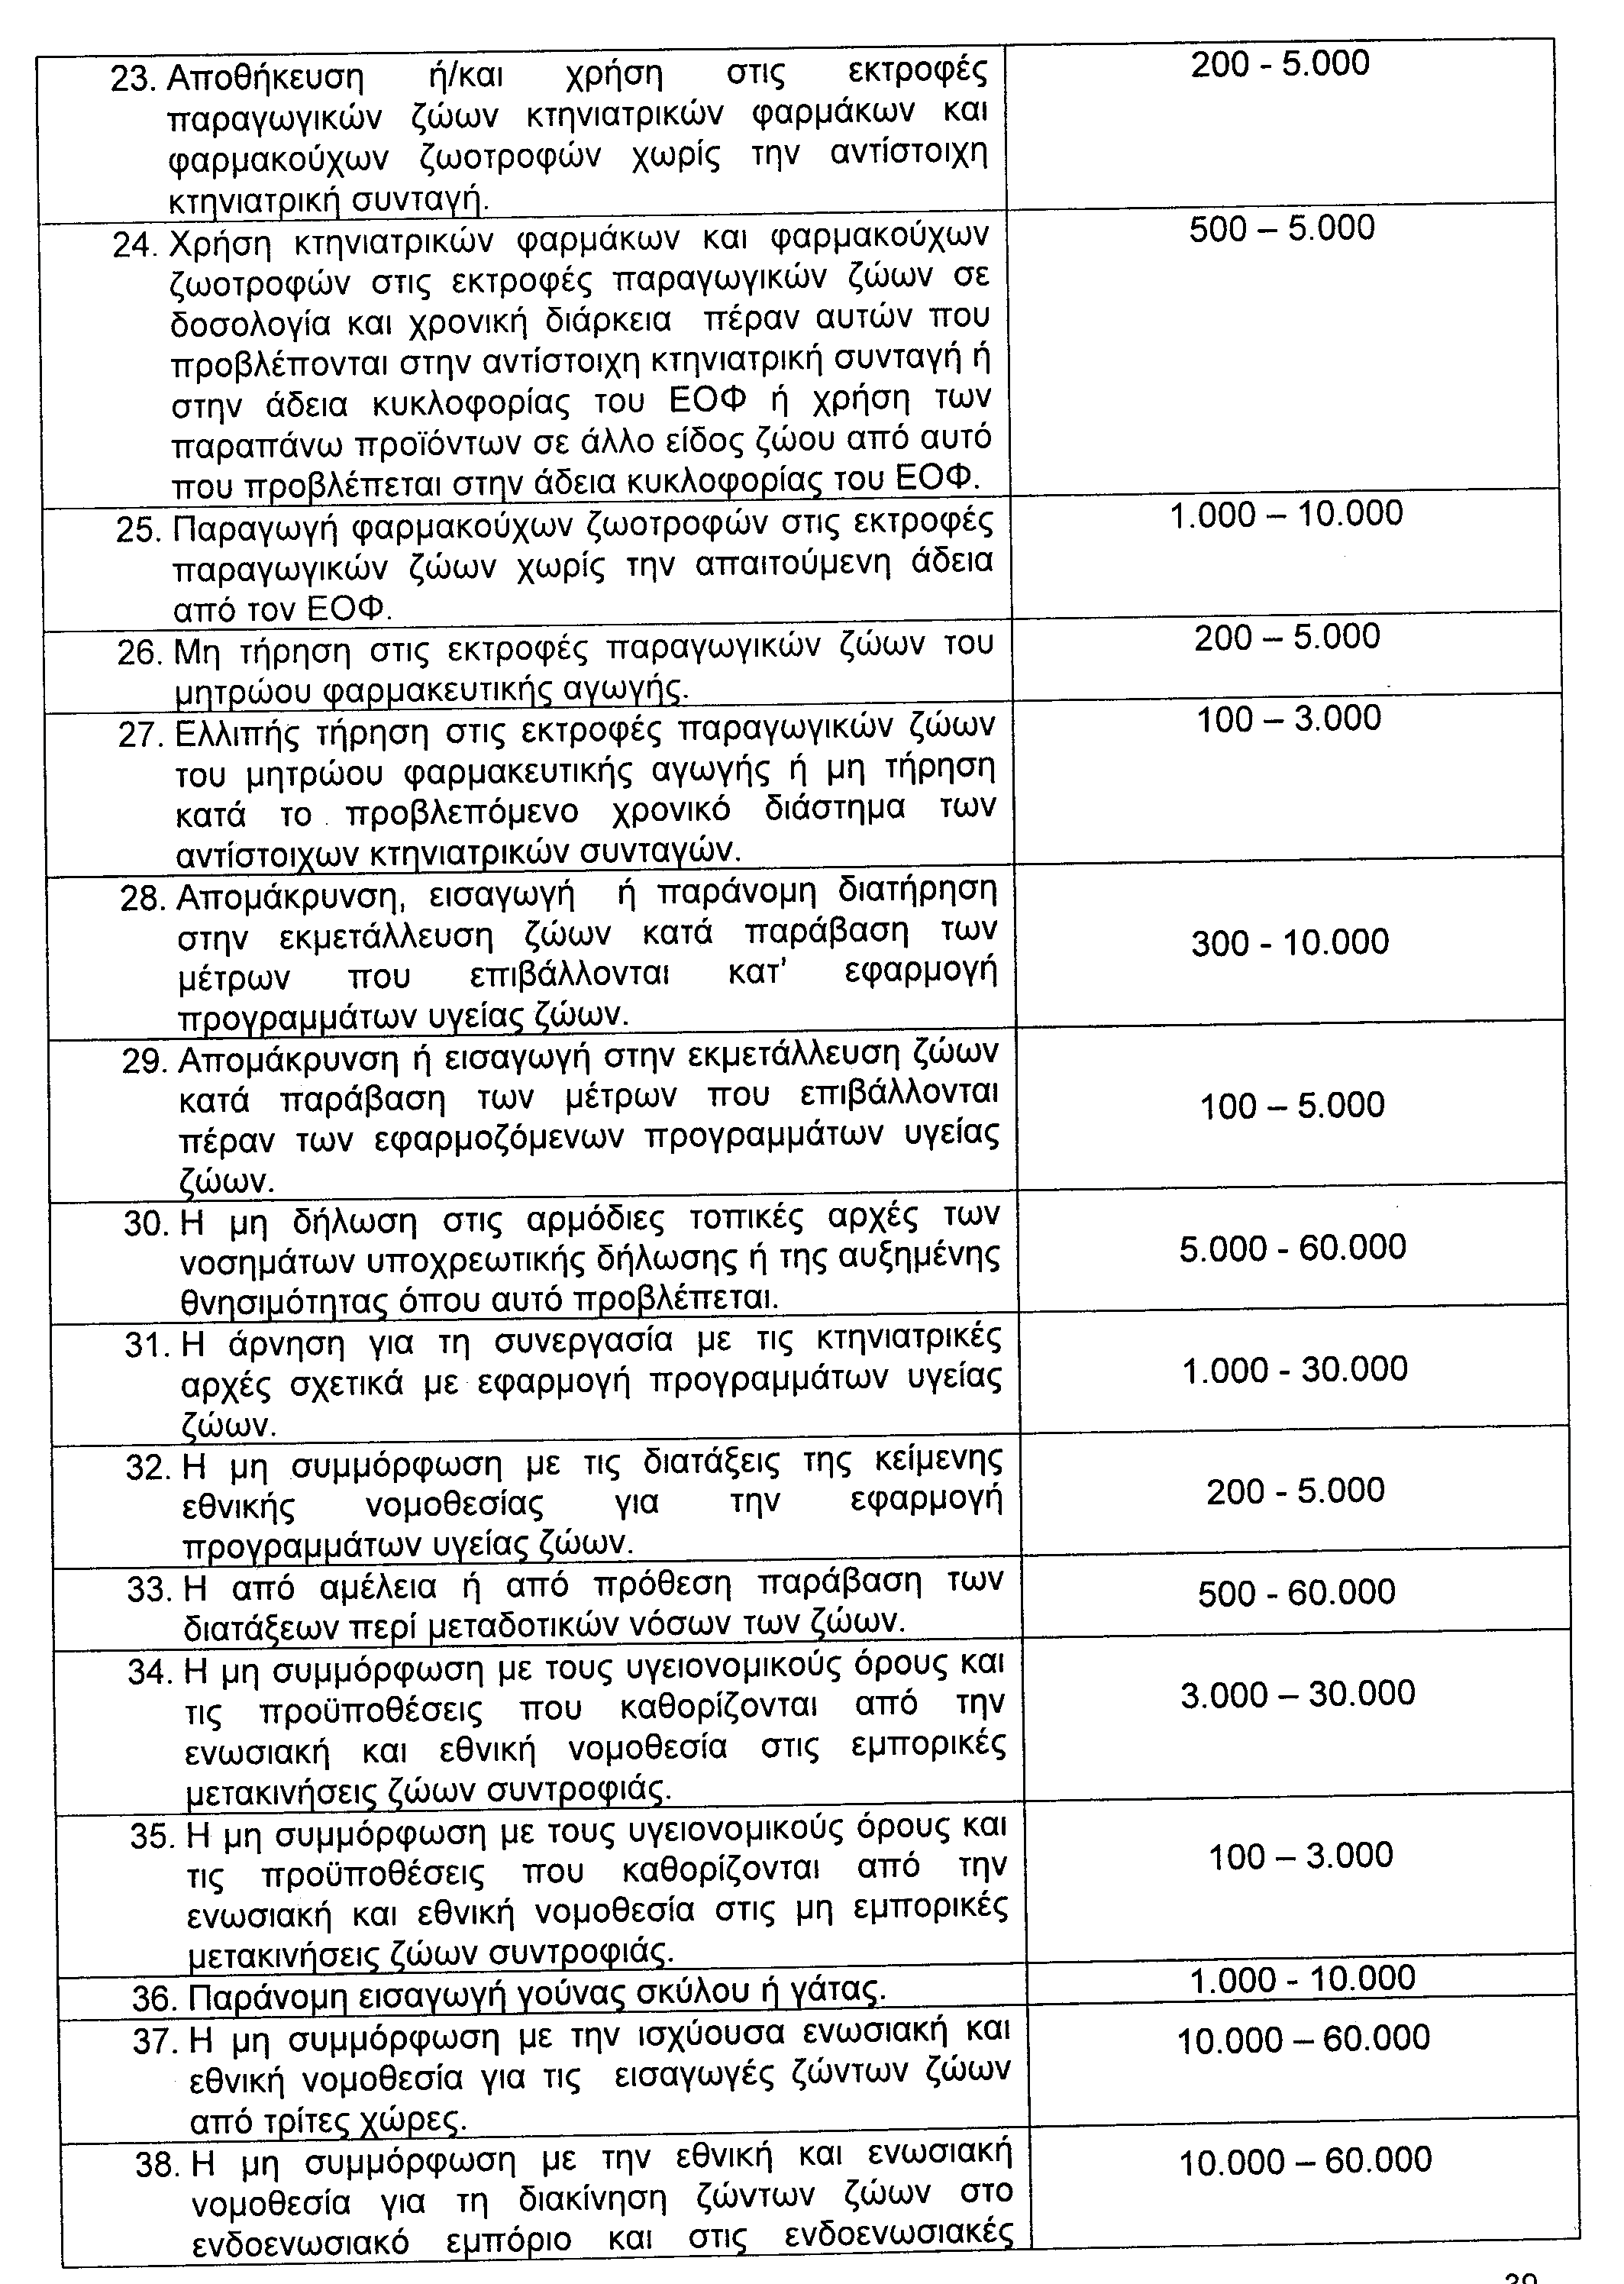 23. Αποθήκευση ή/και χρήση στις εκτροφές
παραγωγικών ζώων κτηνιατρικών φαρμάκων και
φαρμακούχων ζωοτροφών χωρίς την αντίστοιχη
κτηνιατρική συνταγή.
200 - 5.000
24. Χρήση κτηνιατρικών φαρμάκων και φαρμακούχων
ζωοτροφών στις εκτροφές παραγωγικών ζώων σε
δοσολογία και χρονική διάρκεια πέραν αυτών που
προβλέπονται στην αντίστοιχη κτηνιατρική συνταγή ή
στην άδεια κυκλοφορίας του ΕΟΦ ή χρήση των
παραπάνω προϊόντων σε άλλο είδος ζώου από αυτό
που προβλέπεται στην άδεια κυκλοφορίας του ΕΟΦ.
500 – 5.000
25. Παραγωγή φαρμακούχων ζωοτροφών στις εκτροφές
παραγωγικών ζώων χωρίς την απαιτούμενη άδεια
από τον ΕΟΦ.
1.000 – 10.000
26. Μη τήρηση στις εκτροφές παραγωγικών ζώων του
μητρώου φαρμακευτικής αγωγής.
200 – 5.000
27. Ελλιπής τήρηση στις εκτροφές παραγωγικών ζώων
του μητρώου φαρμακευτικής αγωγής ή μη τήρηση
κατά το προβλεπόμενο χρονικό διάστημα των
αντίστοιχων κτηνιατρικών συνταγών.
100 – 3.000
28. Απομάκρυνση, εισαγωγή ή παράνομη διατήρηση
στην εκμετάλλευση ζώων κατά παράβαση των
μέτρων που επιβάλλονται κατ' εφαρμογή
προγραμμάτων υγείας ζώων.
300 - 10.000
29. Απομάκρυνση ή εισαγωγή στην εκμετάλλευση ζώων
κατά παράβαση των μέτρων που επιβάλλονται
πέραν των εφαρμοζόμενων προγραμμάτων υγείας
ζώων.
100 – 5.000
30. Η μη δήλωση στις αρμόδιες τοπικές αρχές των
νοσημάτων υποχρεωτικής δήλωσης ή της αυξημένης
θνησιμότητας όπου αυτό προβλέπεται.
5.000 - 60.000
31. Η άρνηση για τη συνεργασία με τις κτηνιατρικές
αρχές σχετικά με εφαρμογή προγραμμάτων υγείας
ζώων.
1.000 - 30.000
32. Η μη συμμόρφωση με τις διατάξεις της κείμενης
εθνικής νομοθεσίας για την εφαρμογή
προγραμμάτων υγείας ζώων.
200 - 5.000
33. Η από αμέλεια ή από πρόθεση παράβαση των
διατάξεων περί μεταδοτικών νόσων των ζώων.
500 - 60.000
34. Η μη συμμόρφωση με τους υγειονομικούς όρους και
τις προϋποθέσεις που καθορίζονται από την
ενωσιακή και εθνική νομοθεσία στις εμπορικές
μετακινήσεις ζώων συντροφιάς.
3.000 – 30.000
35. Η μη συμμόρφωση με τους υγειονομικούς όρους και
τις προϋποθέσεις που καθορίζονται από την
ενωσιακή και εθνική νομοθεσία στις μη εμπορικές
μετακινήσεις ζώων συντροφιάς.
100 – 3.000
36. Παράνομη εισαγωγή γούνας σκύλου ή γάτας.
1.000 - 10.000
37. Η μη συμμόρφωση με την ισχύουσα ενωσιακή και
εθνική νομοθεσία για τις εισαγωγές ζώντων ζώων
από τρίτες χώρες.
10.000 – 60.000
38. Η μη συμμόρφωση με την εθνική και ενωσιακή
νομοθεσία για τη διακίνηση ζώντων ζώων στο
ενδοενωσιακό εμπόριο και στις ενδοενωσιακές
10.000 – 60.000